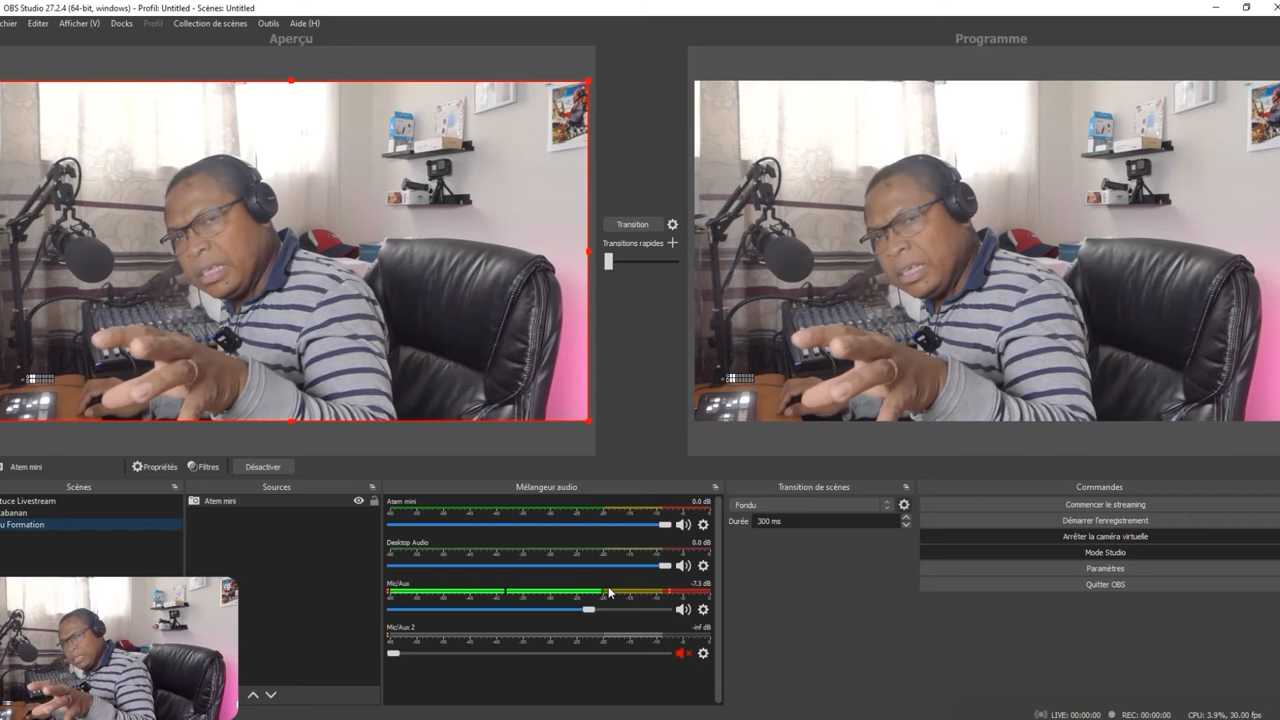 OBS Studio 27.2.4 (64-bit, windows) - Profil: Untitled - Scènes: Untitled
chier Editer Afficher (V) Docks Profil Collection de scènes Outils Aide (H)
Aperçu
Programme
Transition
Transitions rapides
Atem mini
Propriétés
Filtres
Désactiver
Scènes
Sources
Mélangeur audio
Transition de scènes
Commandes
tuce Livestream
kabanan
u Formation
Atem mini
Atem mini 0.0 dB
Desktop Audio 0.0 dB
Mic/Aux -7.3 dB
Mic/Aux 2 -inf dB
Fondu
Durée 300 ms
Commencer le streaming
Démarrer l'enregistrement
Arrêter la caméra virtuelle
Mode Studio
Paramètres
Quitter OBS
LIVE: 00:00:00 REC: 00:00:00 CPU: 3.9%, 30.00 fps